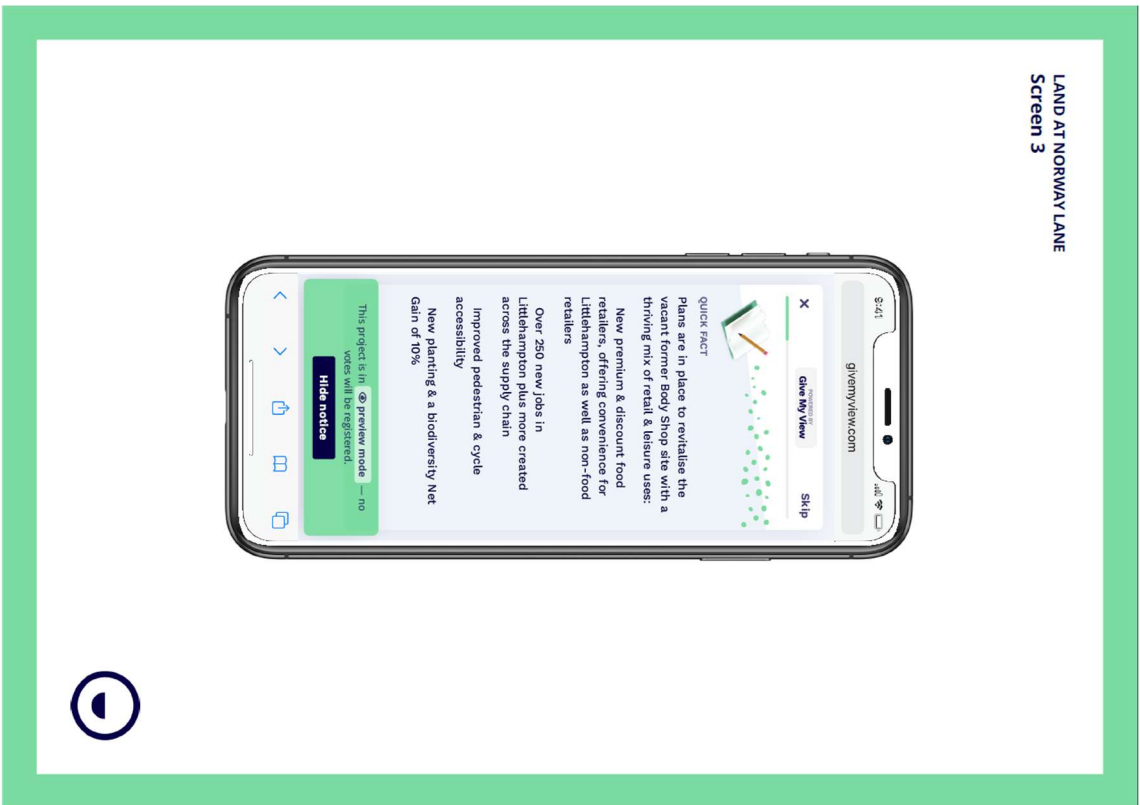 LAND AT NORWAY LANE
Screen 3
9:41
givemyview.com
POWERED BY
Give My View
Skip
QUICK FACT
Plans are in place to revitalise the
vacant former Body Shop site with a
thriving mix of retail & leisure uses:
New premium & discount food
retailers, offering convenience for
Littlehampton as well as non-food
retailers
Over 250 new jobs in
Littlehampton plus more created
across the supply chain
Improved pedestrian & cycle
accessibility
New planting & a biodiversity Net
Gain of 10%
This project is in preview mode — no
votes will be registered.
Hide notice